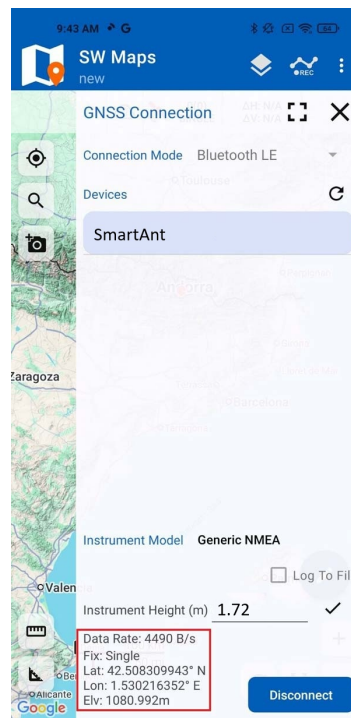 9:43 AM G
84
SW Maps
new
REC
GNSS Connection
ΔH: N/A
ΔV: N/A
Connection Mode Bluetooth LE
Toulouse
Devices
SmartAnt
Andorra
Zaragoza
Barcelona
Instrument Model Generic NMEA
Log To Fil
Valen
Instrument Height (m) 1.72
Data Rate: 4490 B/s
Fix: Single
Lat: 42.508309943° N
Lon: 1.530216352° E
Elv: 1080.992m
Be
Alicante
Google
Disconnect